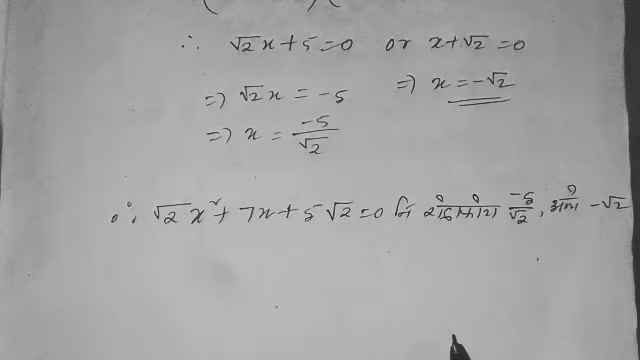 ∴ √2x+5=0 or x+√2=0
=> √2x = -5 => x = -√2
=> x = -5/√2
∴ √2x²+7x+5√2=0 -5/√2, -√2